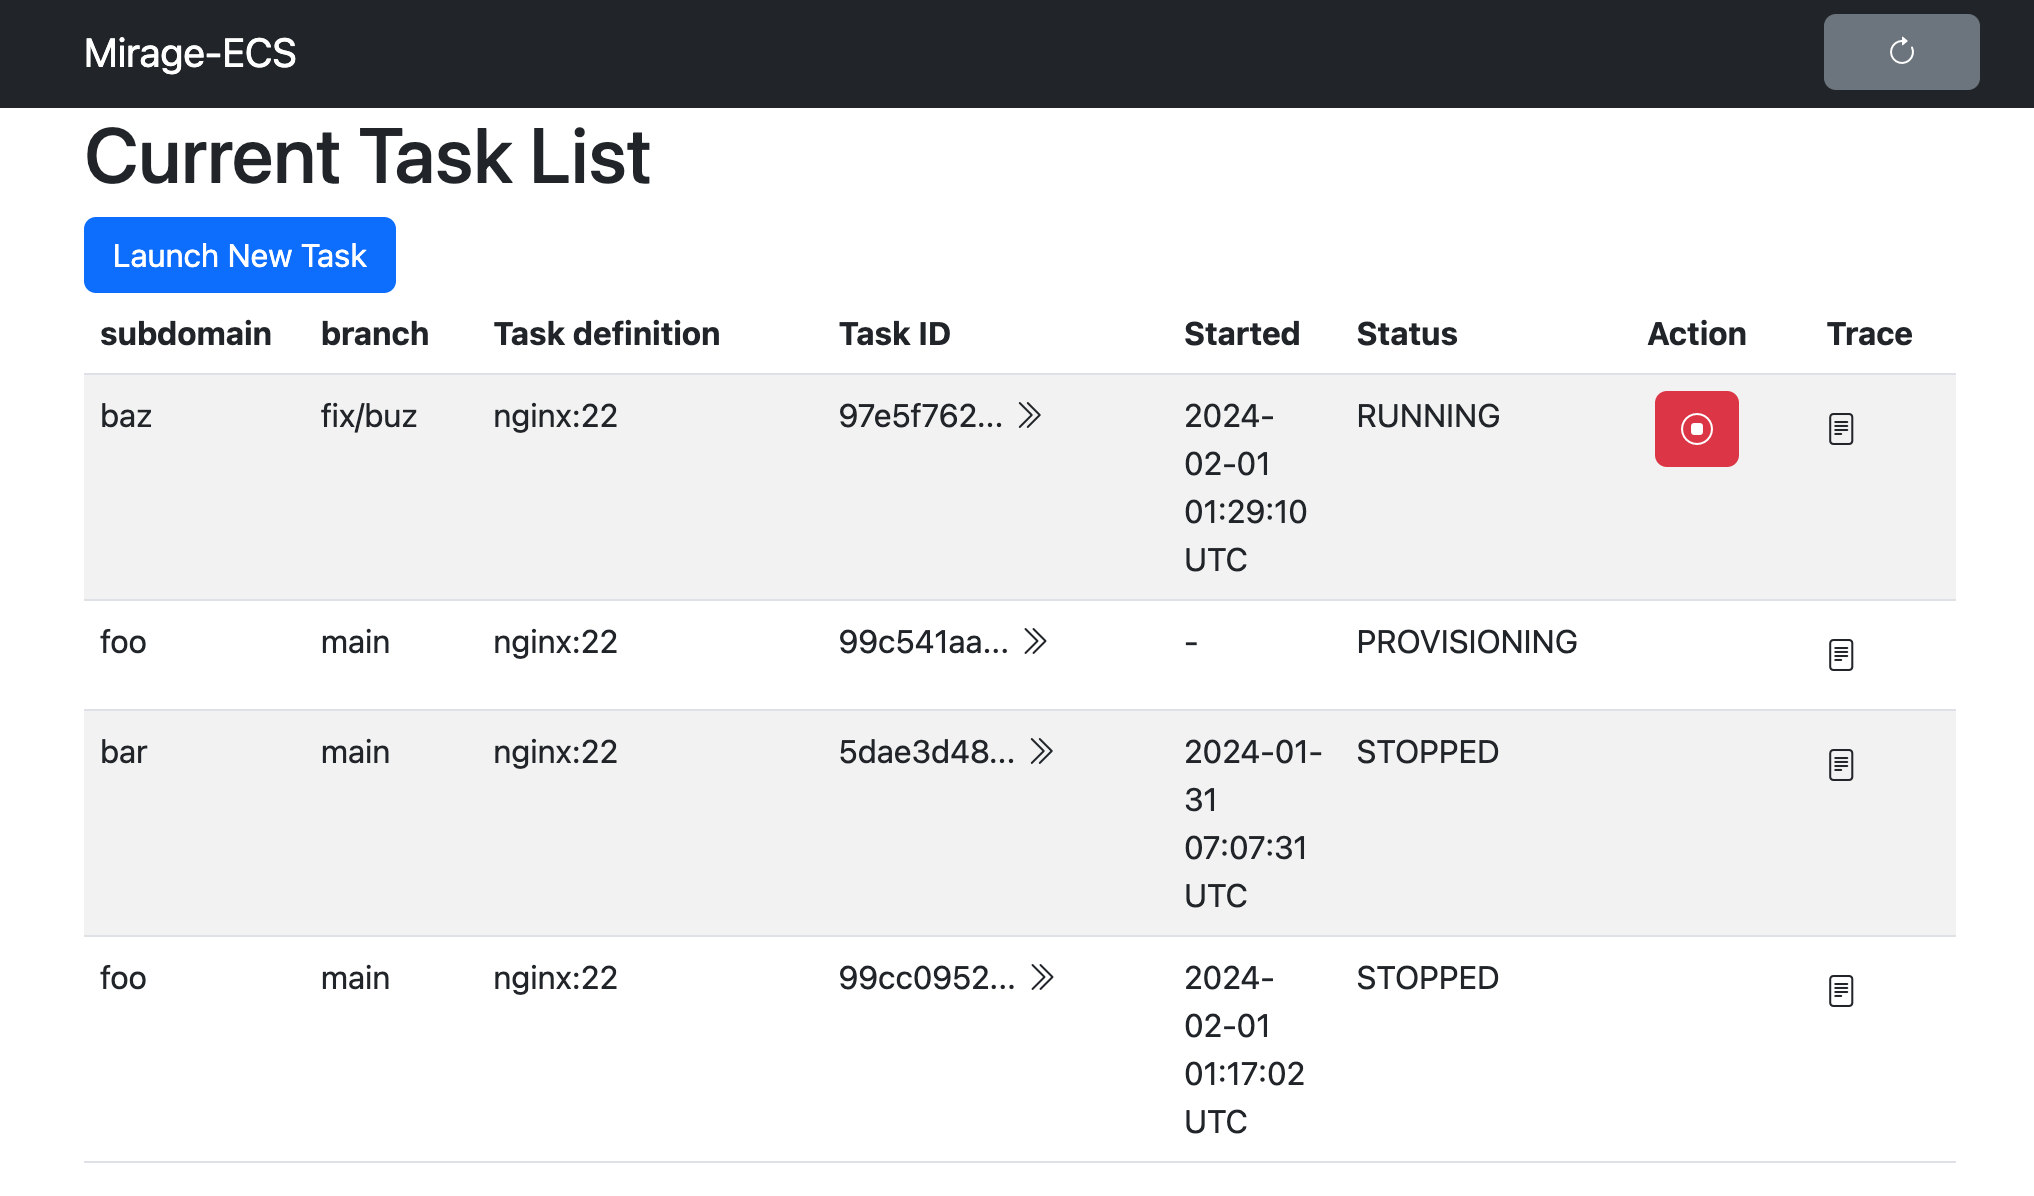 Mirage-ECS
Current Task List
Launch New Task
subdomain branch Task definition Task ID Started Status Action Trace
baz fix/buz nginx:22 97e5f762... 2024- RUNNING
02-01
01:29:10
UTC
foo main nginx:22 99c541aa... - PROVISIONING
bar main nginx:22 5dae3d48... 2024-01- STOPPED
31
07:07:31
UTC
foo main nginx:22 99cc0952... 2024- STOPPED
02-01
01:17:02
UTC